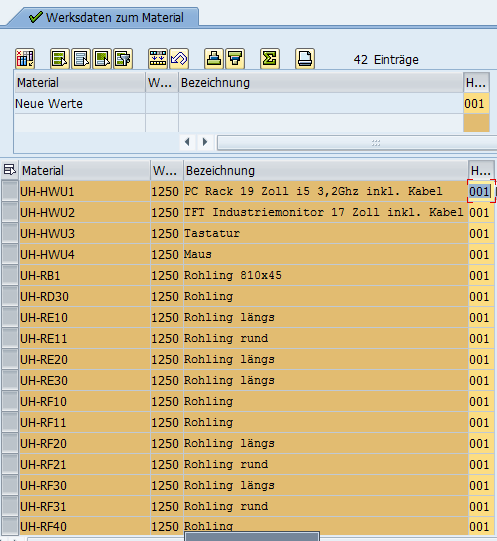 Werksdaten zum Material
42 Einträge
Material W... Bezeichnung H...
Neue Werte 001
Material W... Bezeichnung H...
UH-HWU1 1250 PC Rack 19 Zoll i5 3,2Ghz inkl. Kabel 001
UH-HWU2 1250 TFT Industriemonitor 17 Zoll inkl. Kabel 001
UH-HWU3 1250 Tastatur 001
UH-HWU4 1250 Maus 001
UH-RB1 1250 Rohling 810x45 001
UH-RD30 1250 Rohling 001
UH-RE10 1250 Rohling längs 001
UH-RE11 1250 Rohling rund 001
UH-RE20 1250 Rohling längs 001
UH-RE30 1250 Rohling längs 001
UH-RF10 1250 Rohling 001
UH-RF11 1250 Rohling 001
UH-RF20 1250 Rohling längs 001
UH-RF21 1250 Rohling rund 001
UH-RF30 1250 Rohling längs 001
UH-RF31 1250 Rohling rund 001
UH-RF40 1250 Rohling 001